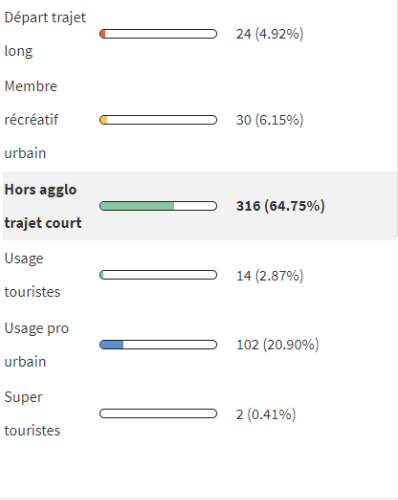 Départ trajet
long
24 (4.92%)
Membre
récréatif
urbain
30 (6.15%)
Hors agglo
trajet court
316 (64.75%)
Usage
touristes
14 (2.87%)
Usage pro
urbain
102 (20.90%)
Super
touristes
2 (0.41%)